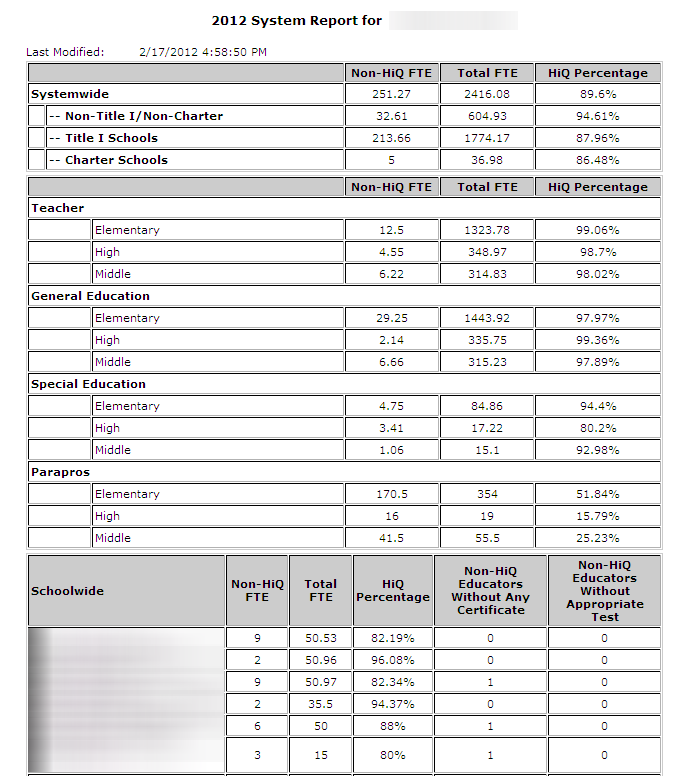 2012 System Report for
Last Modified: 2/17/2012 4:58:50 PM
Non-HiQ FTE Total FTE HiQ Percentage
Systemwide 251.27 2416.08 89.6%
-- Non-Title I/Non-Charter 32.61 604.93 94.61%
-- Title I Schools 213.66 1774.17 87.96%
-- Charter Schools 5 36.98 86.48%
Non-HiQ FTE Total FTE HiQ Percentage
Teacher
Elementary 12.5 1323.78 99.06%
High 4.55 348.97 98.7%
Middle 6.22 314.83 98.02%
General Education
Elementary 29.25 1443.92 97.97%
High 2.14 335.75 99.36%
Middle 6.66 315.23 97.89%
Special Education
Elementary 4.75 84.86 94.4%
High 3.41 17.22 80.2%
Middle 1.06 15.1 92.98%
Parapros
Elementary 170.5 354 51.84%
High 16 19 15.79%
Middle 41.5 55.5 25.23%
Schoolwide
Non-HiQ
FTE
Total
FTE
HiQ
Percentage
Non-HiQ
Educators
Without Any
Certificate
Non-HiQ
Educators
Without
Appropriate
Test
9 50.53 82.19% 0 0
2 50.96 96.08% 0 0
9 50.97 82.34% 1 0
2 35.5 94.37% 0 0
6 50 88% 1 0
3 15 80% 1 0